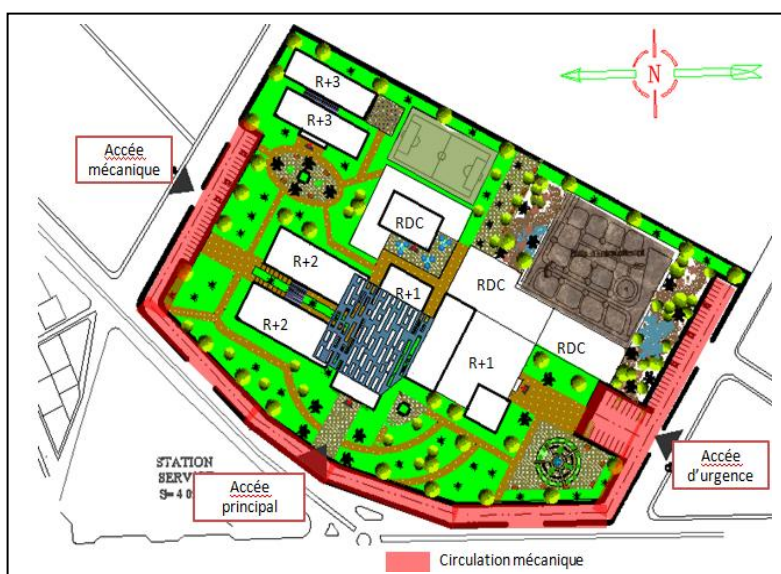 N
R+3
R+3
Accée
mécanique
RDC
R+2
R+1
RDC
R+2
R+1
RDC
STATION
SERVICE
Accée
principal
Accée
d'urgence
Circulation mécanique